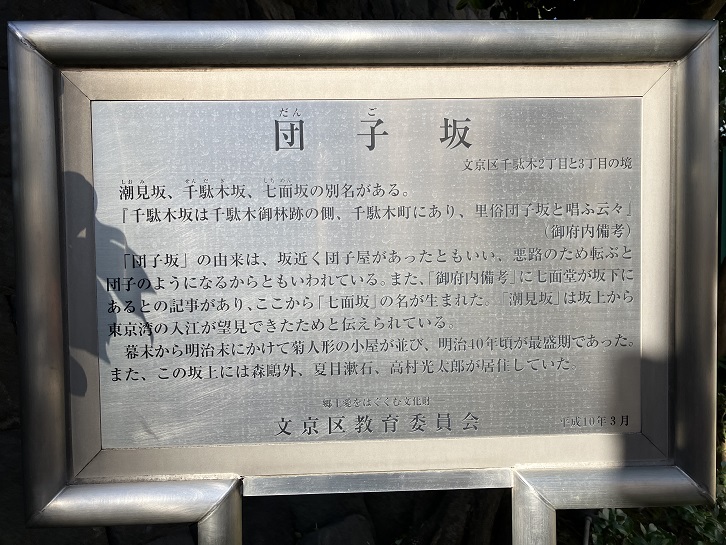 だん ご
団子坂
文京区千駄木2丁目と3丁目の境
しおみ せんだぎ しちめん
潮見坂、千駄木坂、七面坂の別名がある。
『千駄木坂は千駄木御林跡の側、千駄木町にあり、里俗団子坂と唱ふ云々』
（御府内備考）
「団子坂」の由来は、坂近く団子屋があったともいい、悪路のため転ぶと
団子のようになるからともいわれている。また、「御府内備考」に七面堂が坂下に
あるとの記事があり、ここから「七面坂」の名が生まれた。「潮見坂」は坂上から
東京湾の入江が望見できたためと伝えられている。
幕末から明治末にかけて菊人形の小屋が並び、明治40年頃が最盛期であった。
また、この坂上には森鷗外、夏目漱石、高村光太郎が居住していた。
郷土愛をはぐくむ文化財
文京区教育委員会
平成10年3月